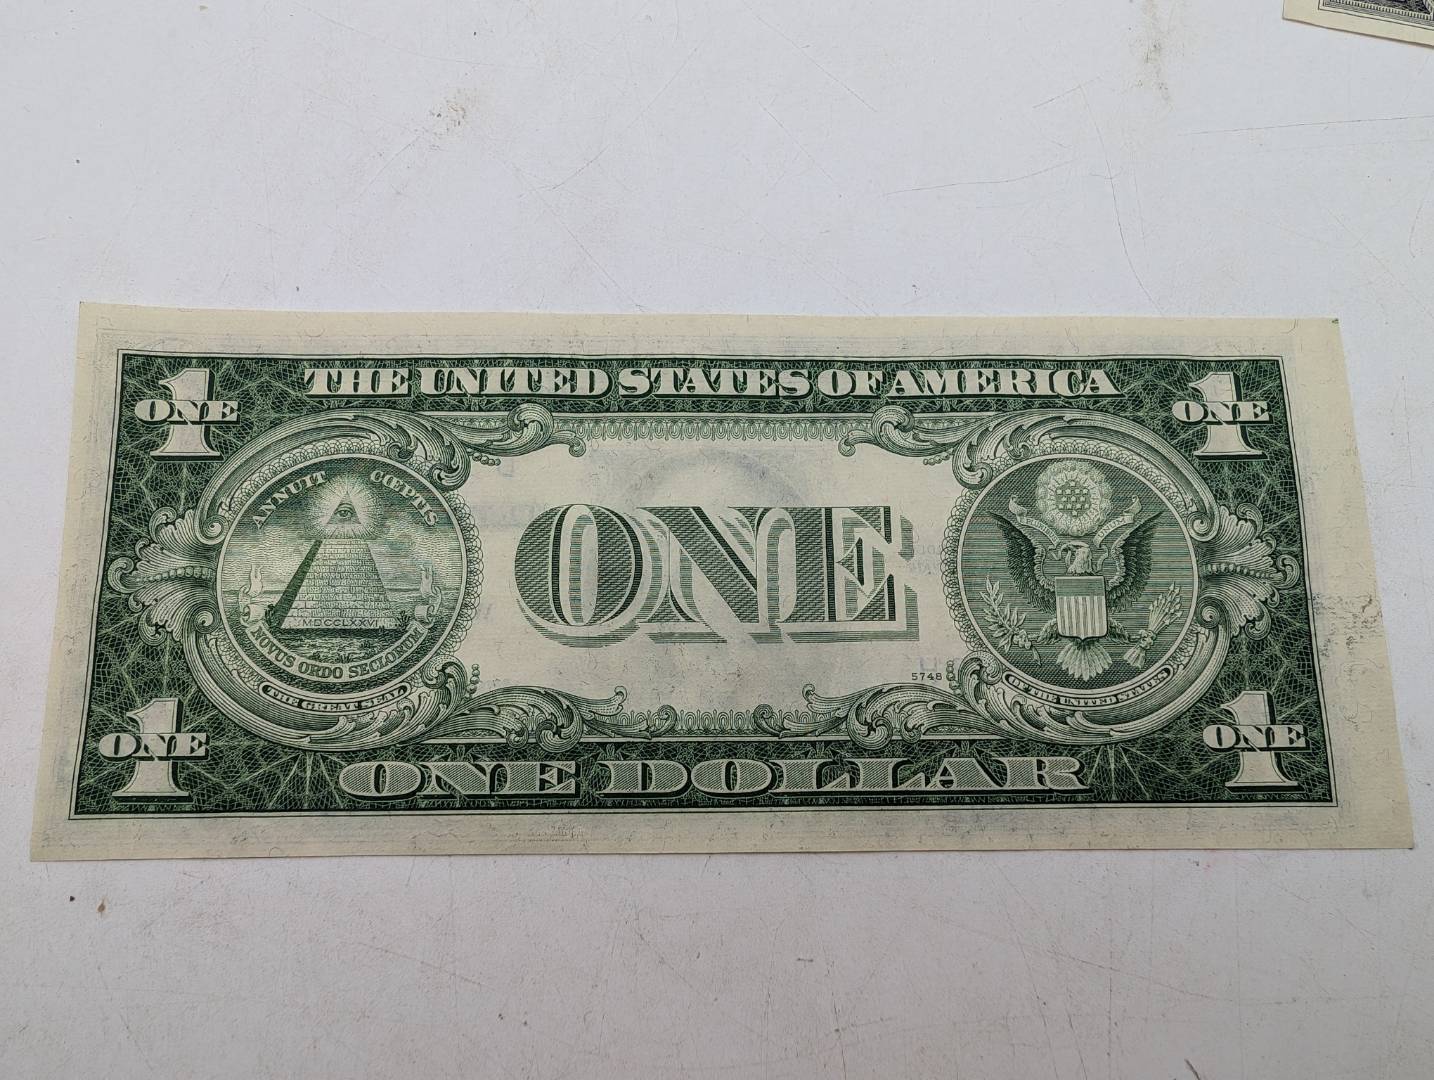 THE UNITED STATES OF AMERICA
1
ONE
1
ONE
ANNUIT CŒPTIS
MDCCLXXVI
NOVUS ORDO SECLORUM
THE GREAT SEAL
ONE
5748
OF THE UNITED STATES
1
ONE
1
ONE
ONE DOLLAR